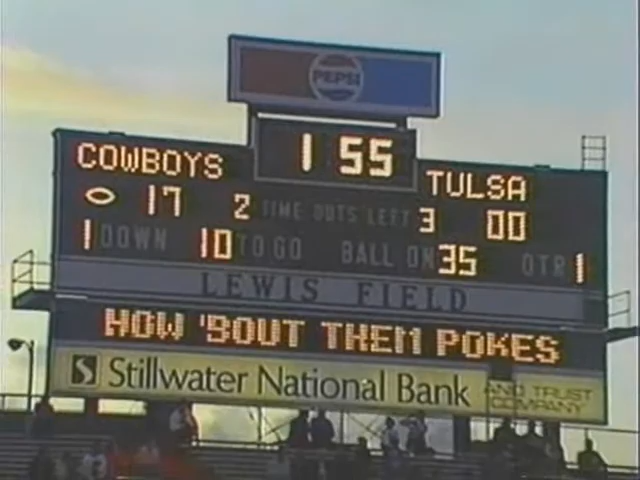 PEPSI
1 55
COWBOYS
TULSA
17 2 TIME OUTS LEFT 3 00
1 DOWN 10 TO GO BALL ON 35 QTR 1
LEWIS FIELD
HOW 'BOUT THEM POKES
S Stillwater National Bank AND TRUST COMPANY